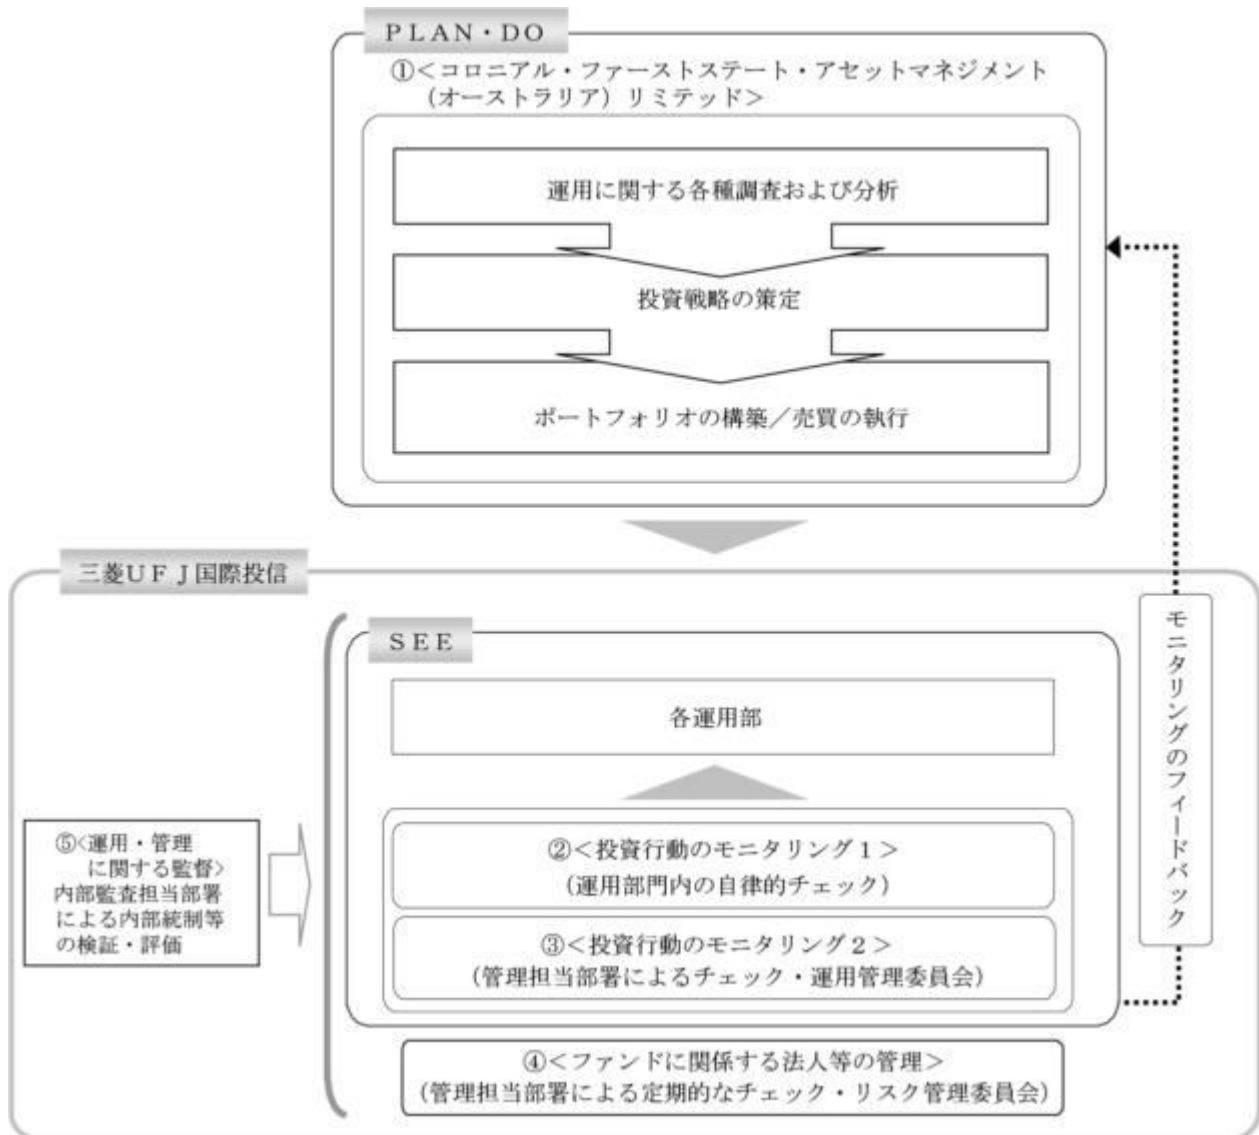 ＰＬＡＮ・ＤＯ
①＜コロニアル・ファーストステート・アセットマネジメント
（オーストラリア）リミテッド＞
運用に関する各種調査および分析
投資戦略の策定
ポートフォリオの構築／売買の執行
三菱ＵＦＪ国際投信
ＳＥＥ
各運用部
②＜投資行動のモニタリング１＞
（運用部門内の自律的チェック）
③＜投資行動のモニタリング２＞
（管理担当部署によるチェック・運用管理委員会）
④＜ファンドに関係する法人等の管理＞
（管理担当部署による定期的なチェック・リスク管理委員会）
⑤<運用・管理
に関する監督>
内部監査担当部署
による内部統制等
の検証・評価
モニタリングのフィードバック